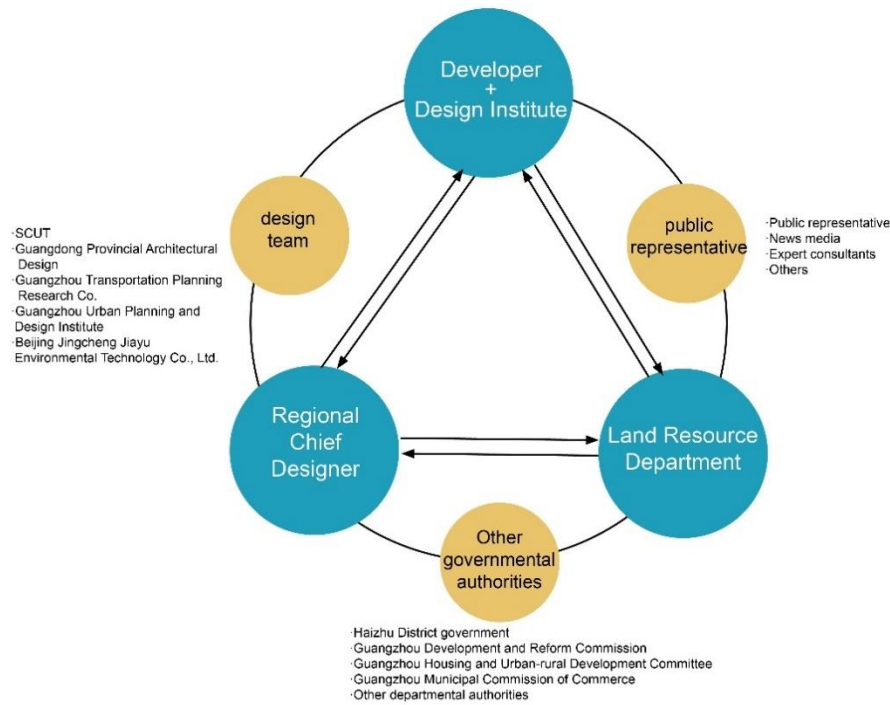 Developer
+
Design Institute
design
team
public
representative
·SCUT
·Guangdong Provincial Architectural
Design
·Guangzhou Transportation Planning
Research Co.
·Guangzhou Urban Planning and
Design Institute
·Beijing Jingcheng Jiayu
Environmental Technology Co., Ltd.
·Public representative
·News media
·Expert consultants
·Others
Regional
Chief
Designer
Land Resource
Department
Other
governmental
authorities
·Haizhu District government
·Guangzhou Development and Reform Commission
·Guangzhou Housing and Urban-rural Development Committee
·Guangzhou Municipal Commission of Commerce
·Other departmental authorities